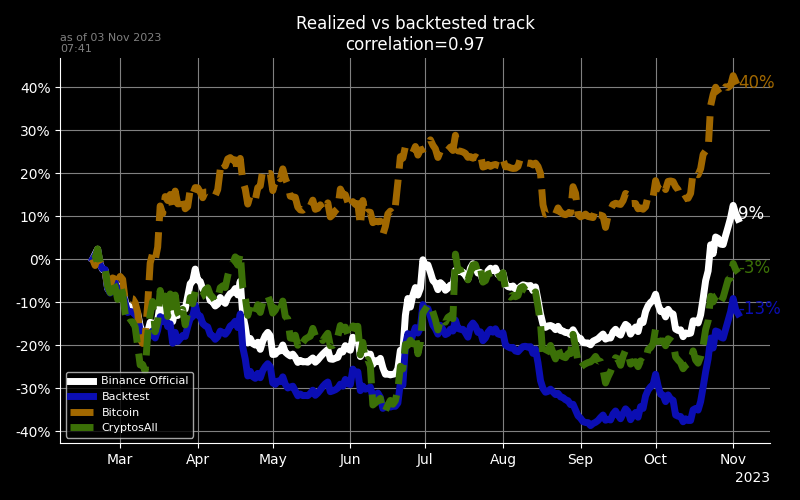 Realized vs backtested track
correlation=0.97
as of 03 Nov 2023
07:41
40%
30%
20%
10%
0%
-10%
-20%
-30%
-40%
40%
9%
-3%
-13%
Binance Official
Backtest
Bitcoin
CryptosAll
Mar Apr May Jun Jul Aug Sep Oct Nov
2023